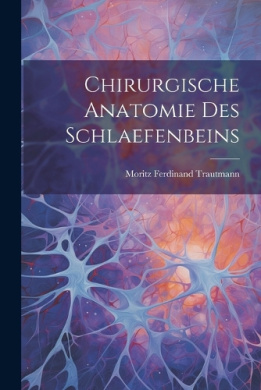 Chirurgische
Anatomie Des
Schlaefenbeins
Moritz Ferdinand Trautmann